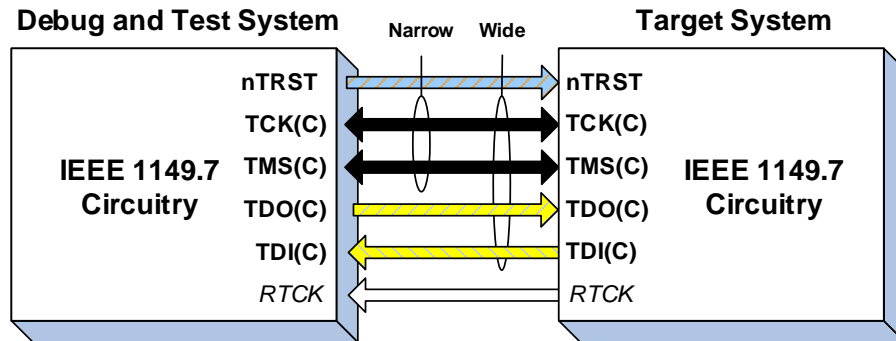 Debug and Test System
Narrow Wide
Target System
nTRST
nTRST
TCK(C)
TCK(C)
TMS(C)
TMS(C)
IEEE 1149.7
Circuitry
IEEE 1149.7
Circuitry
TDO(C)
TDO(C)
TDI(C)
TDI(C)
RTCK
RTCK